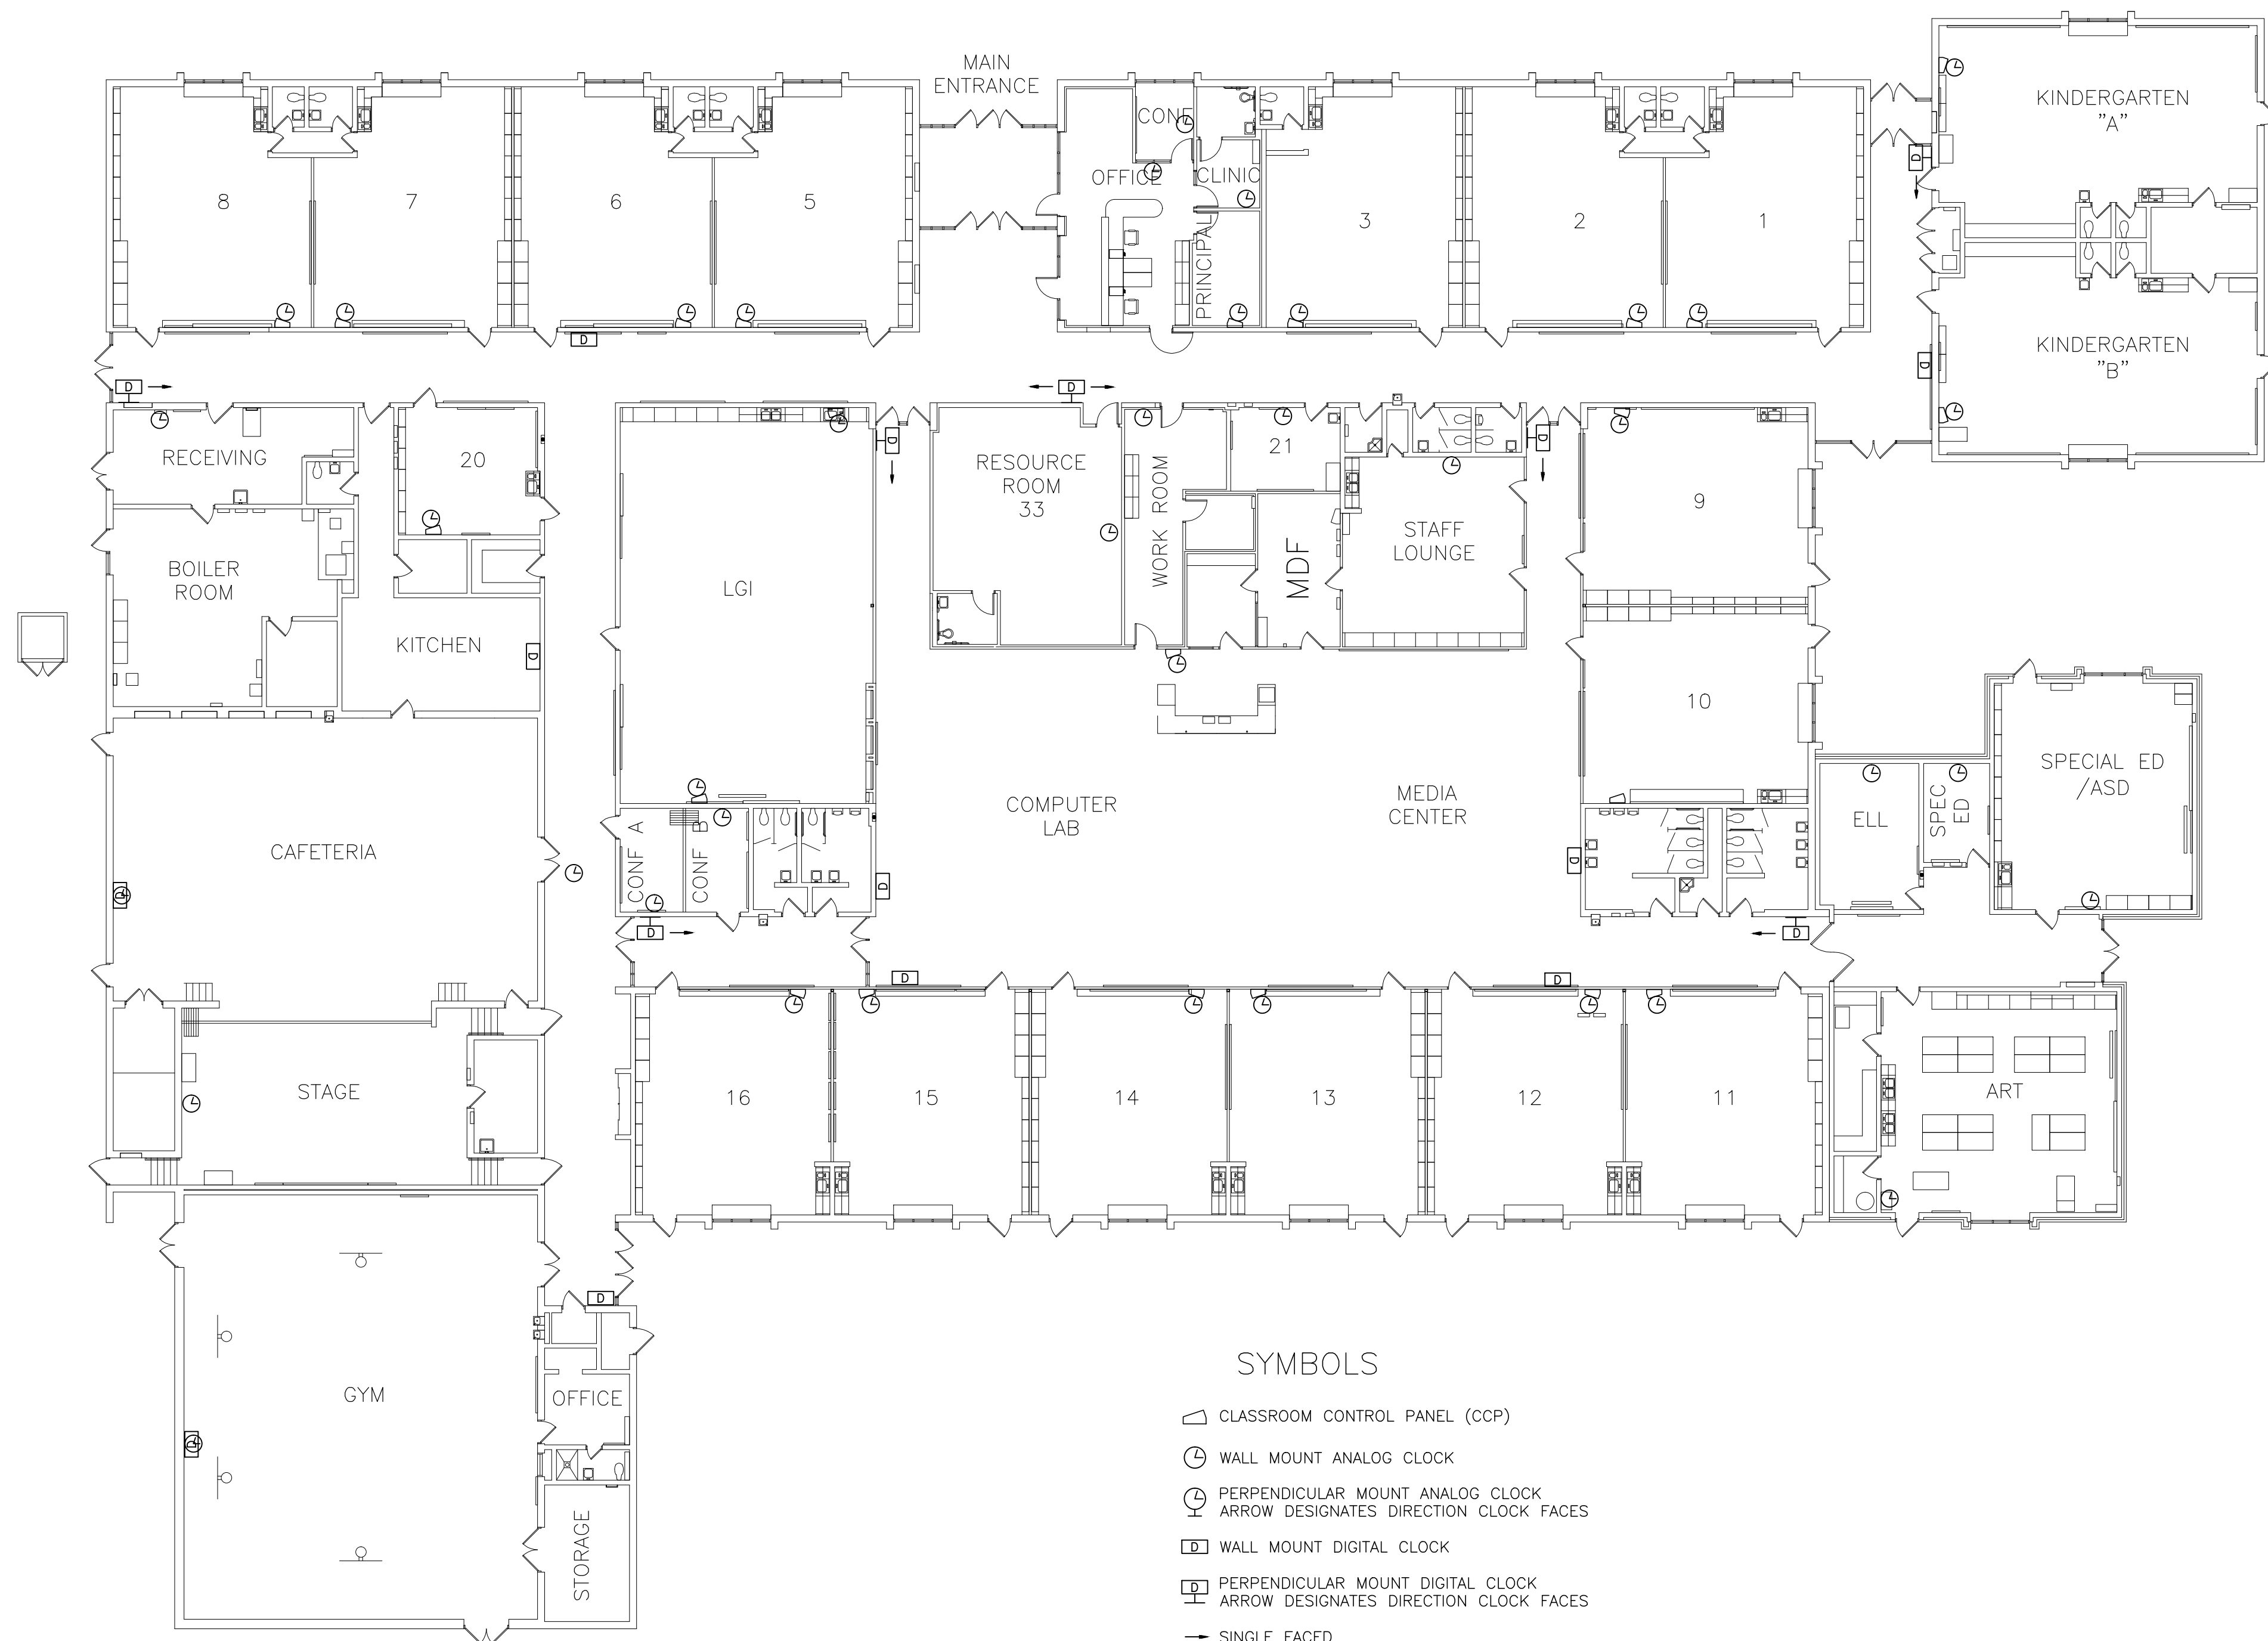 MAIN
ENTRANCE
KINDERGARTEN
"A"
CONF
OFFICE
CLINIC
PRINCIPAL
8
7
6
5
3
2
1
KINDERGARTEN
"B"
D
D
D
D
D
RECEIVING
20
D
RESOURCE
ROOM
33
WORK ROOM
21
D
STAFF
LOUNGE
MDF
9
BOILER
ROOM
LGI
KITCHEN
D
10
SPECIAL ED
/ASD
COMPUTER
LAB
MEDIA
CENTER
ELL
SPEC
ED
CONF A
CONF B
CAFETERIA
D
D
D
D
D
D
D
STAGE
16
15
14
13
12
11
ART
D
GYM
D
OFFICE
STORAGE
SYMBOLS
CLASSROOM CONTROL PANEL (CCP)
WALL MOUNT ANALOG CLOCK
PERPENDICULAR MOUNT ANALOG CLOCK
ARROW DESIGNATES DIRECTION CLOCK FACES
D WALL MOUNT DIGITAL CLOCK
D PERPENDICULAR MOUNT DIGITAL CLOCK
ARROW DESIGNATES DIRECTION CLOCK FACES
SINGLE FACED